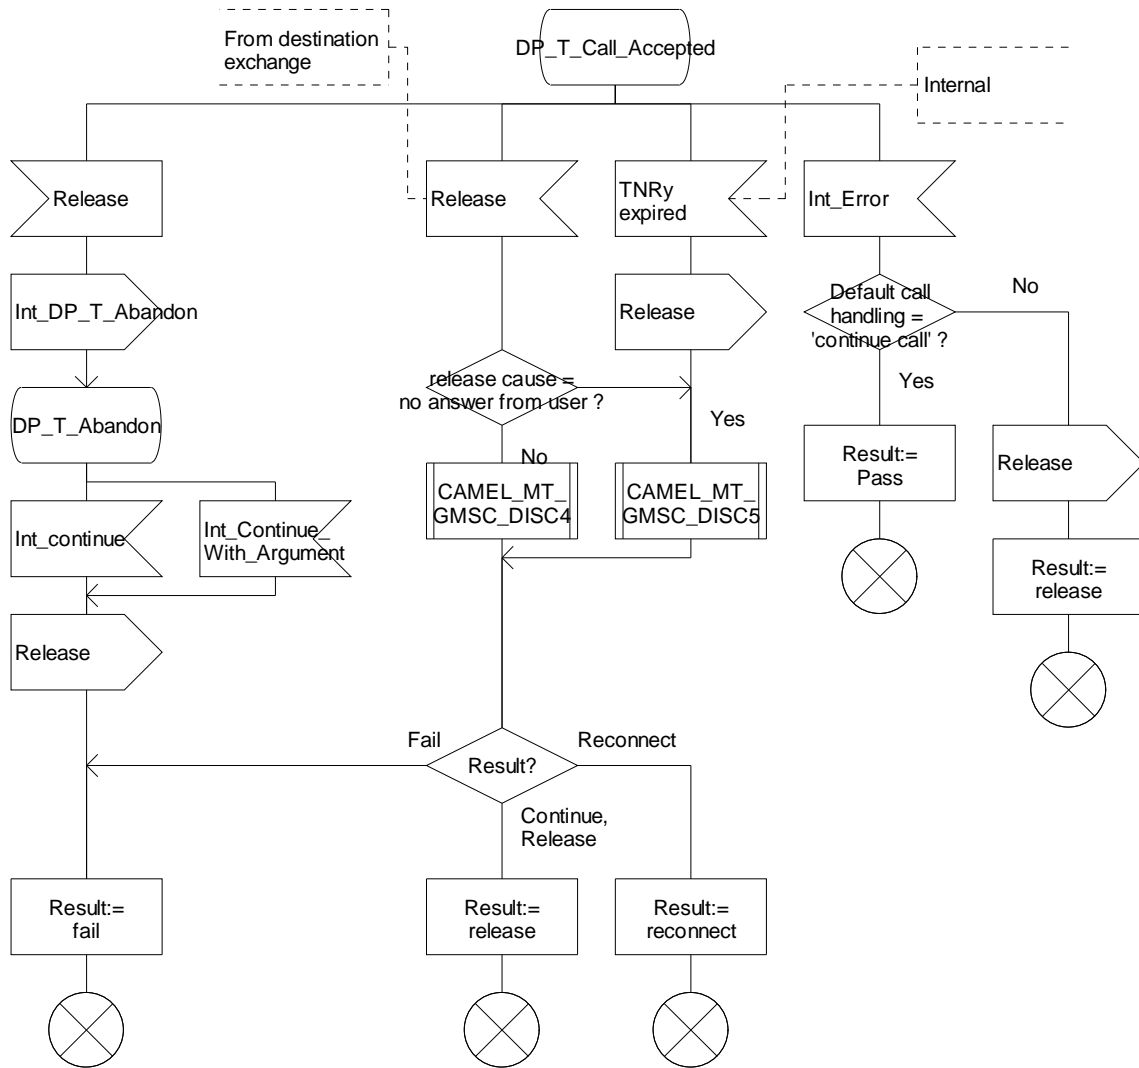 From destination
exchange
DP_T_Call_Accepted
Internal
Release
Release
TNRy
expired
Int_Error
Int_DP_T_Abandon
Release
Default call
handling =
'continue call' ?
No
Yes
release cause =
no answer from user ?
Yes
No
DP_T_Abandon
CAMEL_MT_
GMSC_DISC4
CAMEL_MT_
GMSC_DISC5
Result:=
Pass
Release
Int_continue
Int_Continue_
With_Argument
Result:=
release
Release
Fail
Reconnect
Result?
Continue,
Release
Result:=
fail
Result:=
release
Result:=
reconnect